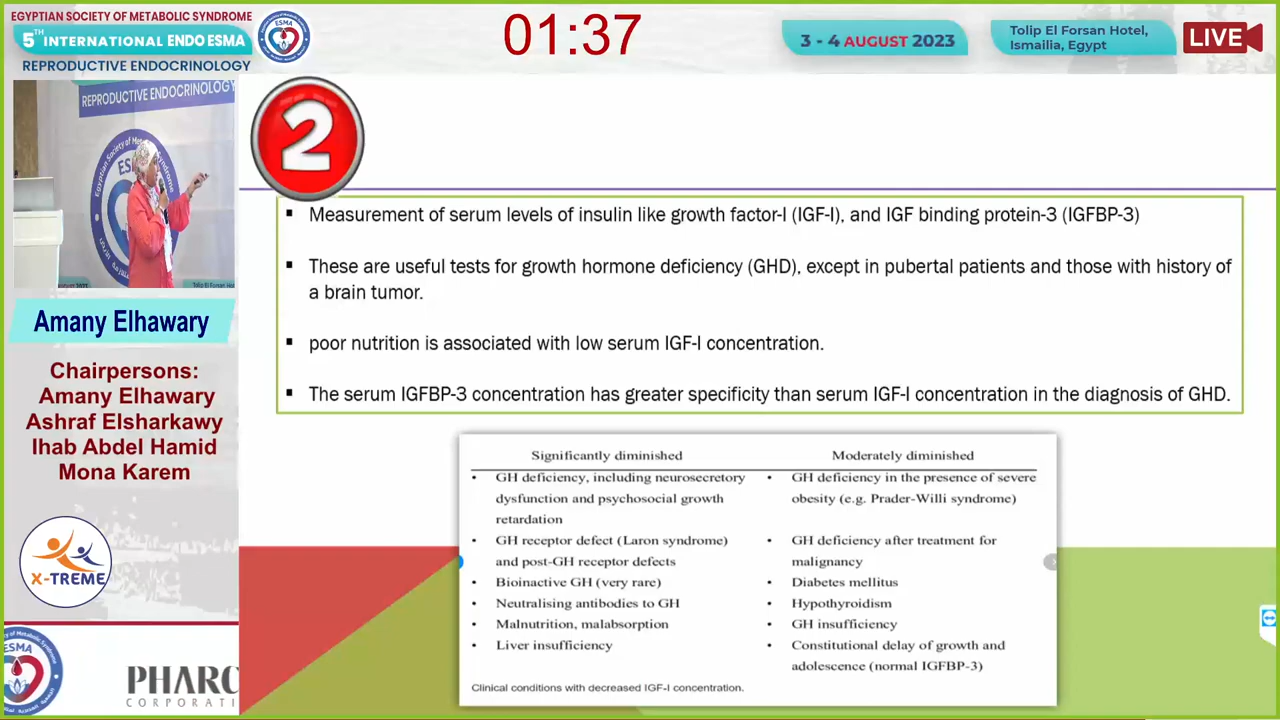 EGYPTIAN SOCIETY OF METABOLIC SYNDROME
5TH INTERNATIONAL ENDO ESMA
REPRODUCTIVE ENDOCRINOLOGY
ESMA
01:37
3 - 4 AUGUST 2023
Tolip El Forsan Hotel,
Ismailia, Egypt
LIVE
REPRODUCTIVE ENDOCRINOLOGY
Egyptian Society of Metabolic Syndrome
2
▪ Measurement of serum levels of insulin like growth factor-I (IGF-I), and IGF binding protein-3 (IGFBP-3)
▪ These are useful tests for growth hormone deficiency (GHD), except in pubertal patients and those with history of
a brain tumor.
▪ poor nutrition is associated with low serum IGF-I concentration.
▪ The serum IGFBP-3 concentration has greater specificity than serum IGF-I concentration in the diagnosis of GHD.
Amany Elhawary
Chairpersons:
Amany Elhawary
Ashraf Elsharkawy
Ihab Abdel Hamid
Mona Karem
X-TREME
ESMA
PHARC
CORPORATI
Significantly diminished
• GH deficiency, including neurosecretory
dysfunction and psychosocial growth
retardation
• GH receptor defect (Laron syndrome)
and post-GH receptor defects
• Bioinactive GH (very rare)
• Neutralising antibodies to GH
• Malnutrition, malabsorption
• Liver insufficiency
Moderately diminished
• GH deficiency in the presence of severe
obesity (e.g. Prader-Willi syndrome)
• GH deficiency after treatment for
malignancy
• Diabetes mellitus
• Hypothyroidism
• GH insufficiency
• Constitutional delay of growth and
adolescence (normal IGFBP-3)
Clinical conditions with decreased IGF-I concentration.